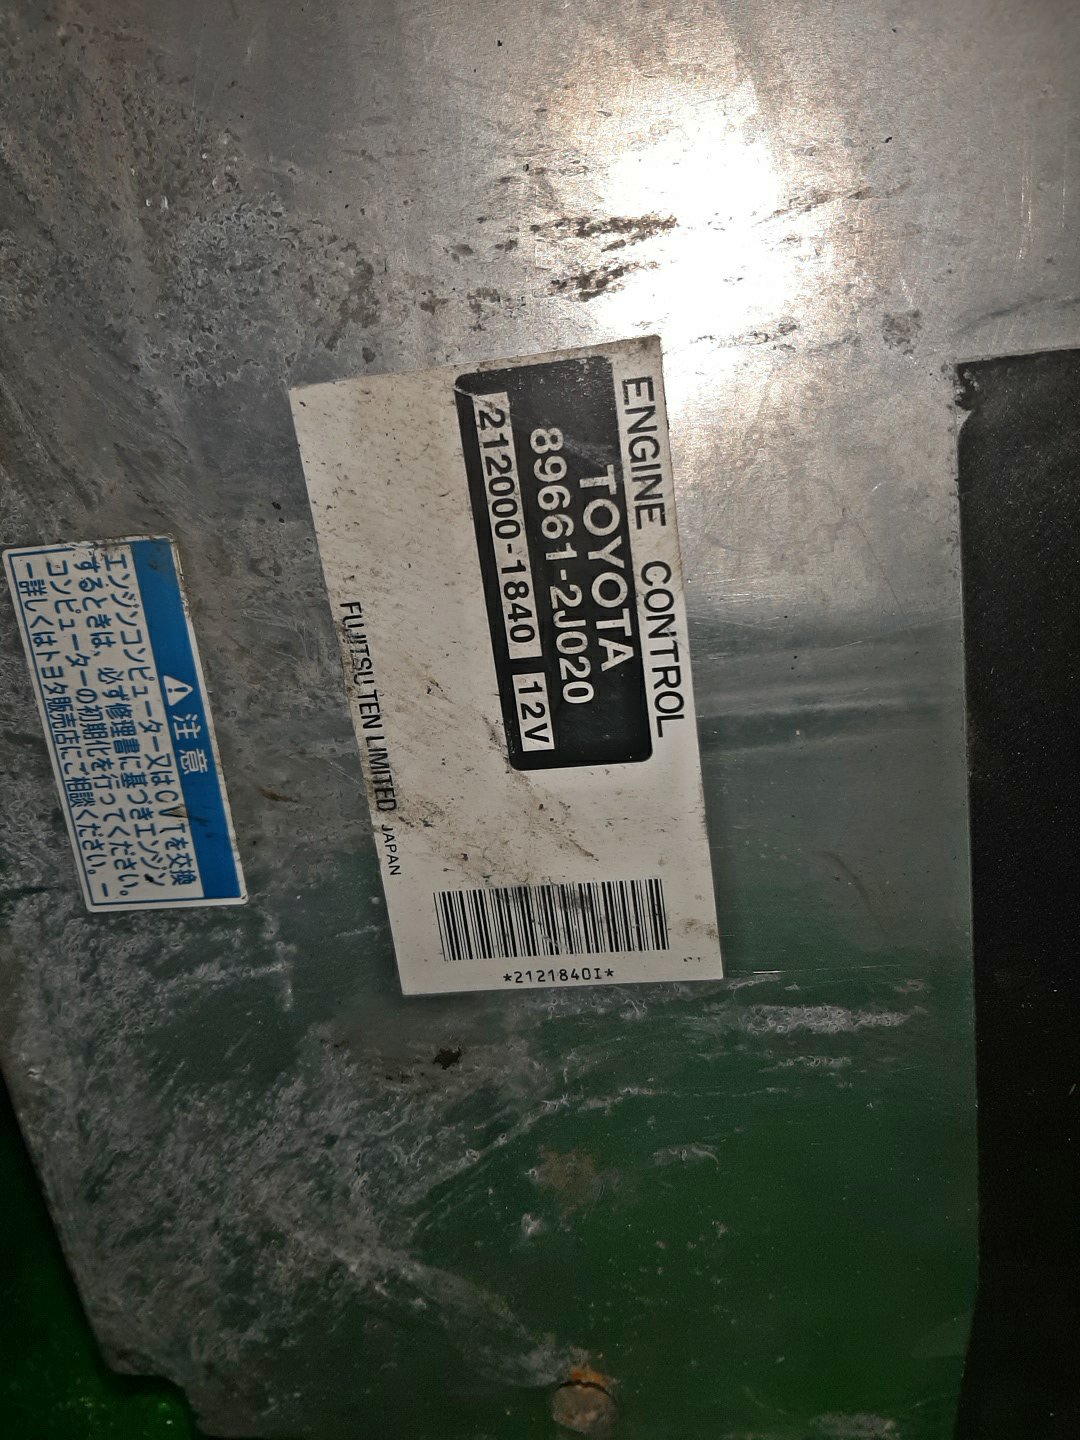 ENGINE CONTROL
TOYOTA
89661-2J020
212000-1840 12V
FUJITSU TEN LIMITED JAPAN
*2121840I*
注意
エンジンコンピューター又はCVTを交換
するときは、必ず修理書に基づきエンジン
コンピューターの初期化を行ってください。
ー詳しくはトヨタ販売店にご相談ください。ー